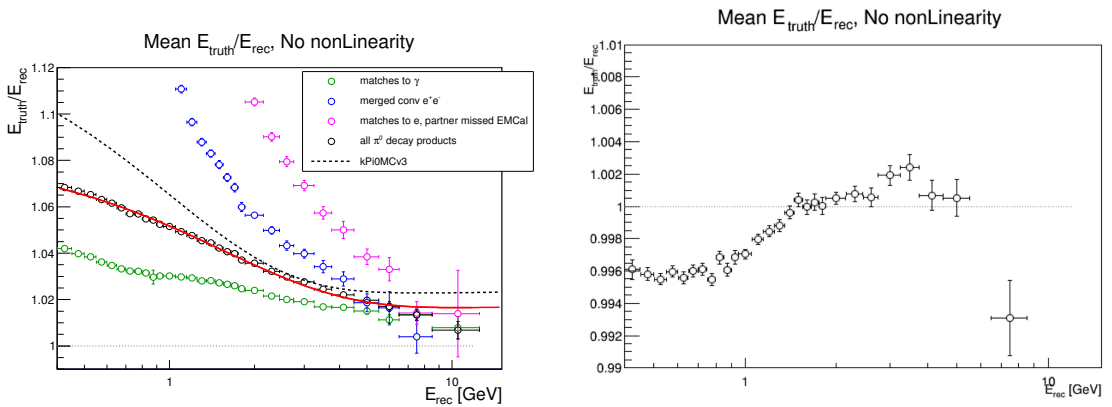 Mean E_truth/E_rec, No nonLinearity
E_truth/E_rec
1.12
1.1
1.08
1.06
1.04
1.02
1
matches to γ
merged conv e⁺e⁻
matches to e, partner missed EMCal
all π⁰ decay products
kPi0MCv3
1
10
E_rec [GeV]
Mean E_truth/E_rec, No nonLinearity
E_truth/E_rec
1.01
1.008
1.006
1.004
1.002
1
0.998
0.996
0.994
0.992
0.99
1
10
E_rec [GeV]